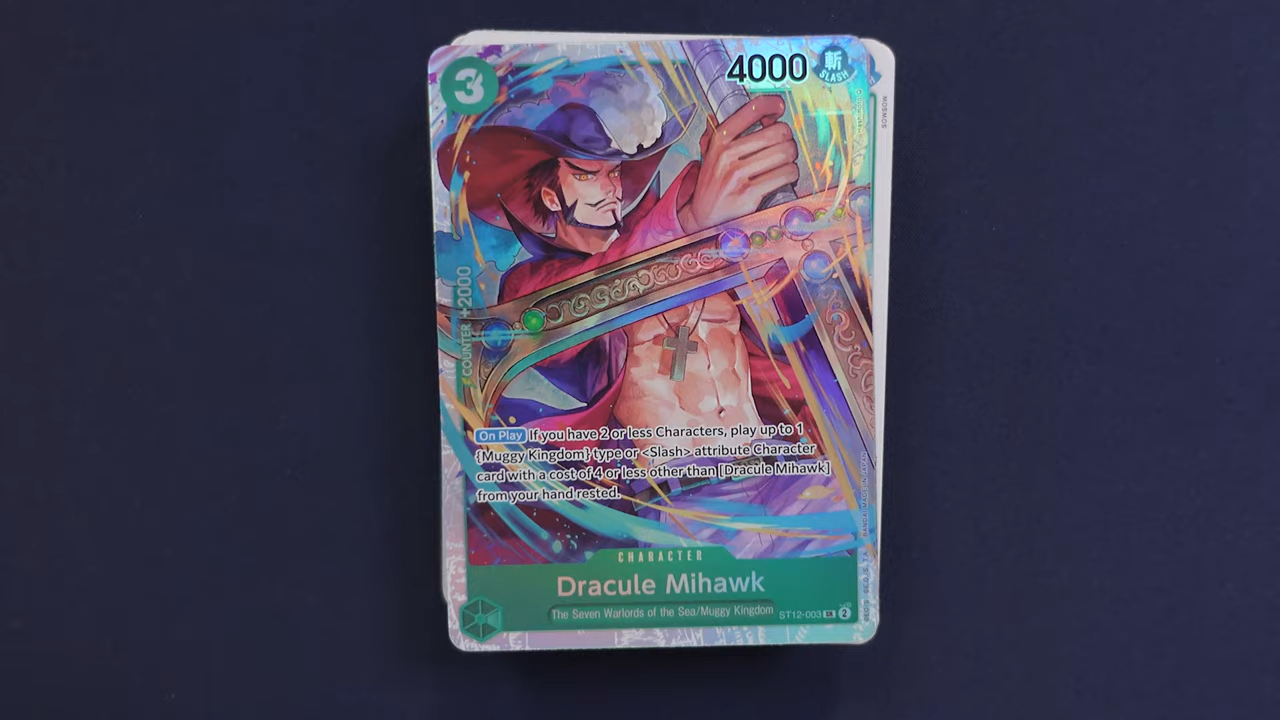 3
4000
斬
SLASH
SOWSOW
COUNTER +2000
On Play If you have 2 or less Characters, play up to 1
{Muggy Kingdom} type or <Slash> attribute Character
card with a cost of 4 or less other than [Dracule Mihawk]
from your hand rested.
CHARACTER
Dracule Mihawk
The Seven Warlords of the Sea/Muggy Kingdom
ST12-003 SR 2